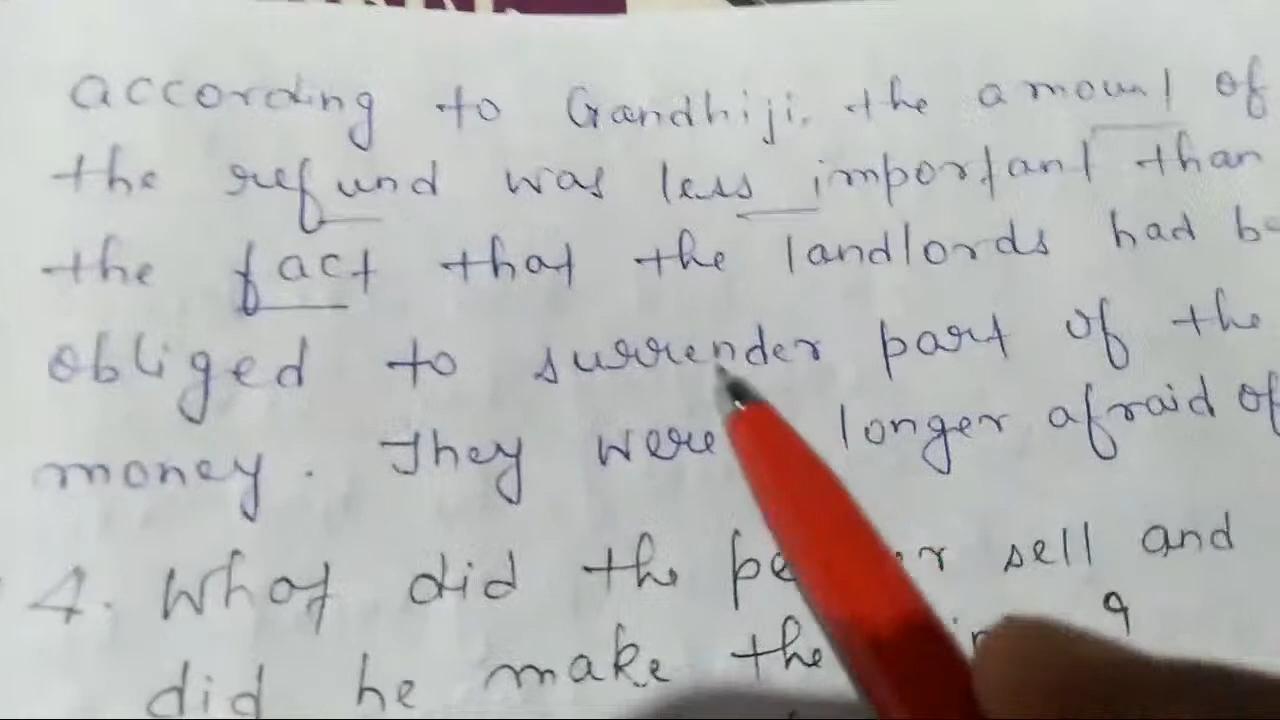 according to Gandhiji. the amount of
the refund was less important than
the fact that the landlords had be
obliged to surrender part of the
money. They were longer afraid of
4. What did the sell and
did he make the ?